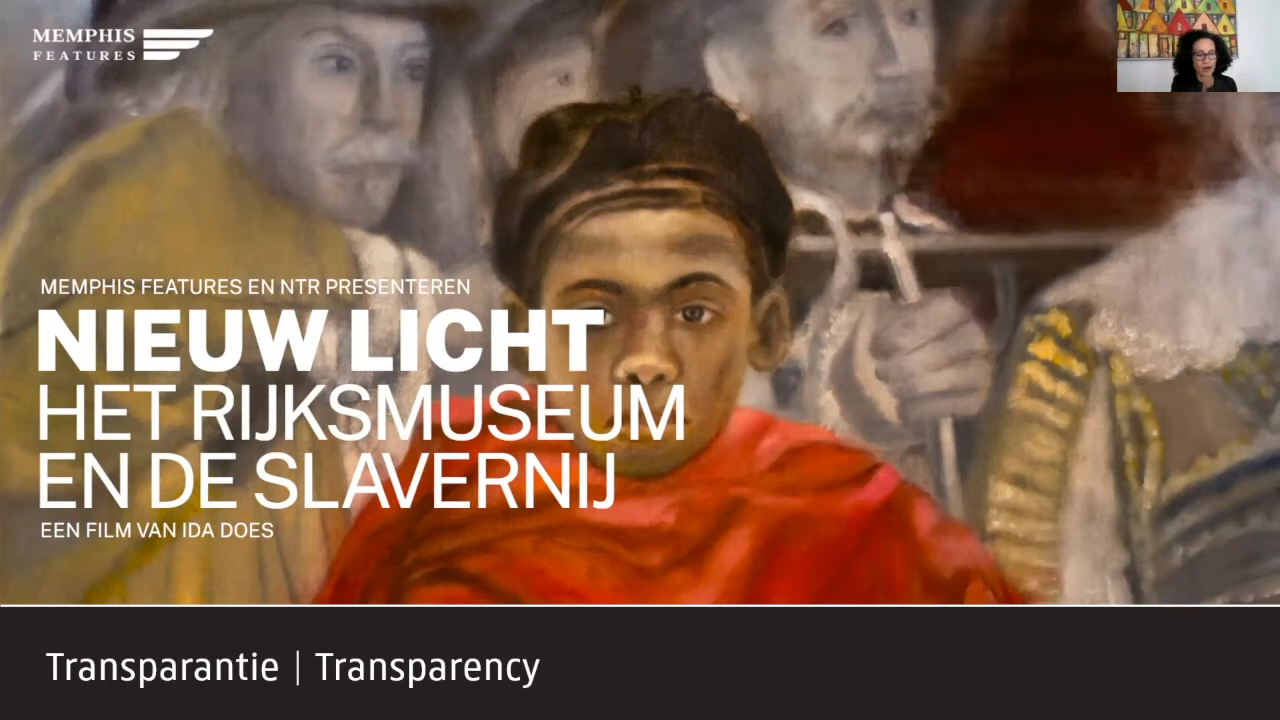 MEMPHIS
FEATURES
MEMPHIS FEATURES EN NTR PRESENTEREN
NIEUW LICHT
HET RIJKSMUSEUM
EN DE SLAVERNIJ
EEN FILM VAN IDA DOES
Transparantie | Transparency